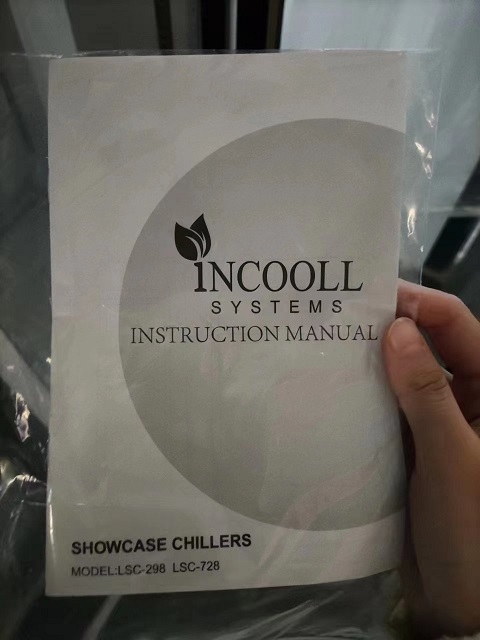 iNCOOLL
SYSTEMS
INSTRUCTION MANUAL
SHOWCASE CHILLERS
MODEL:LSC-298 LSC-728